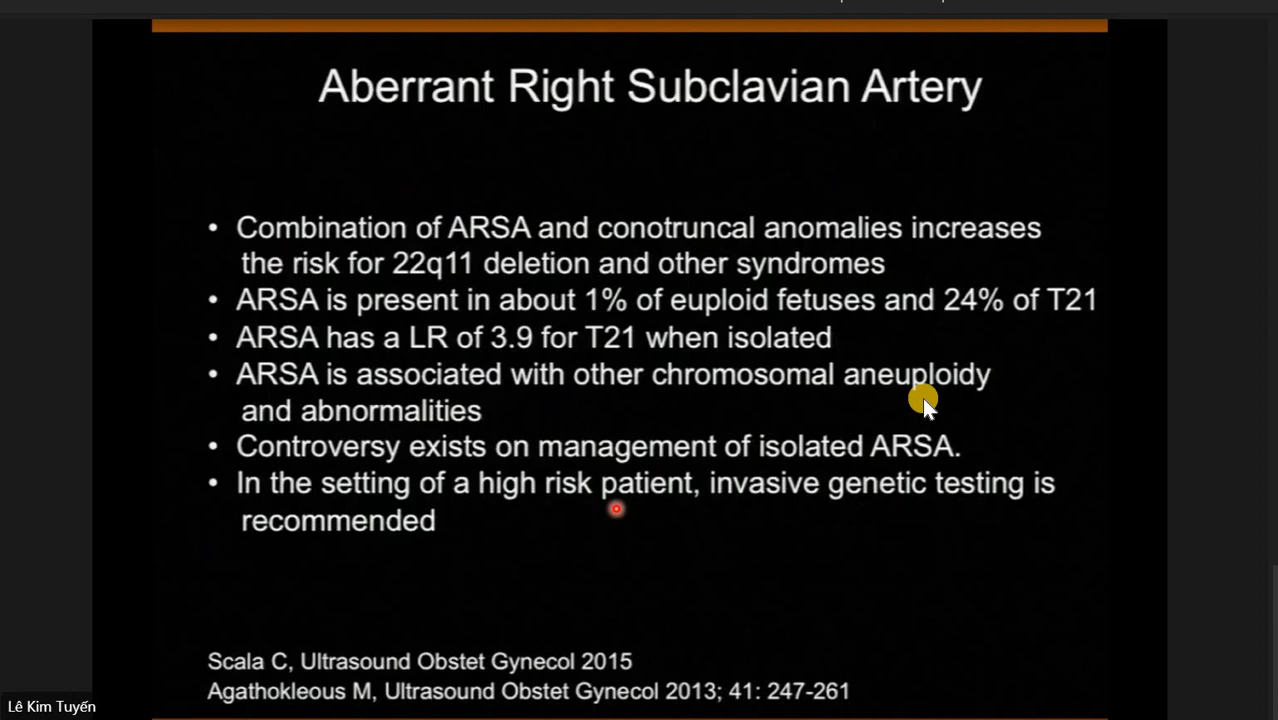 Aberrant Right Subclavian Artery
• Combination of ARSA and conotruncal anomalies increases
the risk for 22q11 deletion and other syndromes
• ARSA is present in about 1% of euploid fetuses and 24% of T21
• ARSA has a LR of 3.9 for T21 when isolated
• ARSA is associated with other chromosomal aneuploidy
and abnormalities
• Controversy exists on management of isolated ARSA.
• In the setting of a high risk patient, invasive genetic testing is
recommended
Scala C, Ultrasound Obstet Gynecol 2015
Agathokleous M, Ultrasound Obstet Gynecol 2013; 41: 247-261
Lê Kim Tuyến